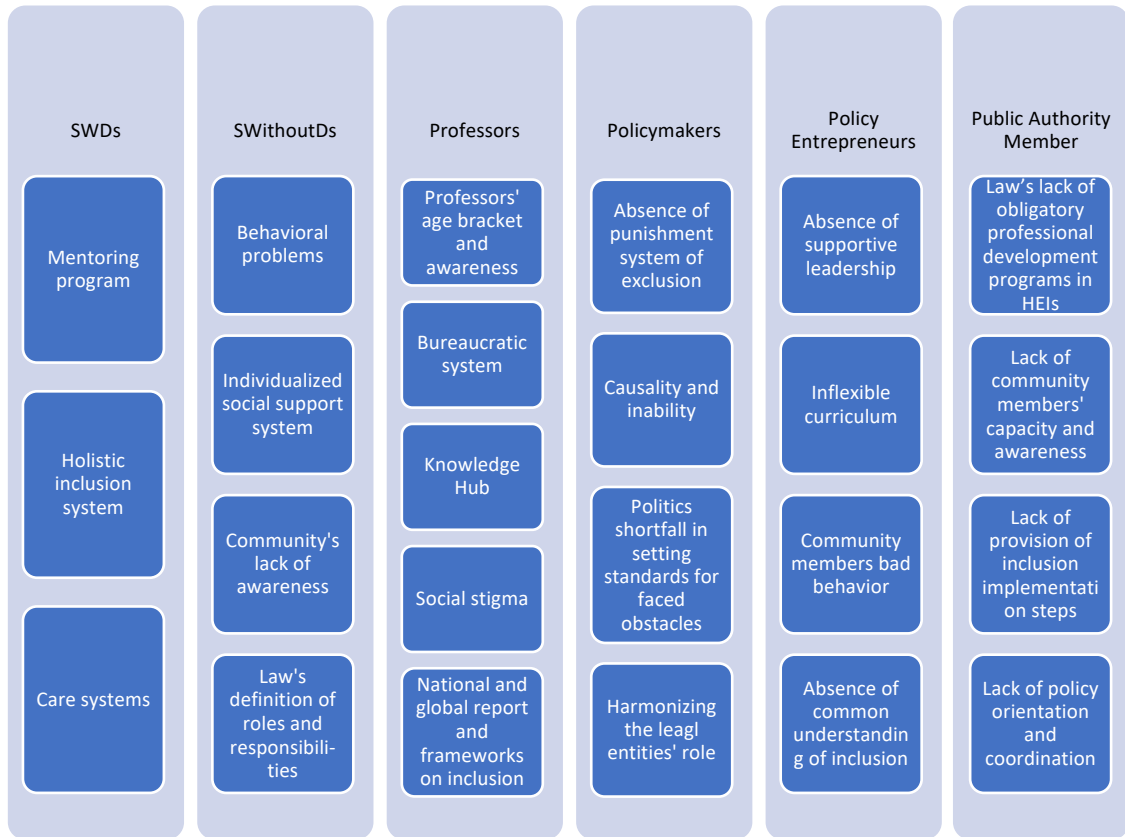 SWDs
Mentoring
program
Holistic
inclusion
system
Care systems
SWithoutDs
Behavioral
problems
Individualized
social support
system
Community's
lack of
awareness
Law's
definition of
roles and
responsibili-
ties
Professors
Professors'
age bracket
and
awareness
Bureaucratic
system
Knowledge
Hub
Social stigma
National and
global report
and
frameworks
on inclusion
Policymakers
Absence of
punishment
system of
exclusion
Causality and
inability
Politics
shortfall in
setting
standards for
faced
obstacles
Harmonizing
the leagl
entities' role
Policy
Entrepreneurs
Absence of
supportive
leadership
Inflexible
curriculum
Community
members bad
behavior
Absence of
common
understandin
g of inclusion
Public Authority
Member
Law's lack of
obligatory
professional
development
programs in
HEIs
Lack of
community
members'
capacity and
awareness
Lack of
provision of
inclusion
implementati
on steps
Lack of policy
orientation
and
coordination